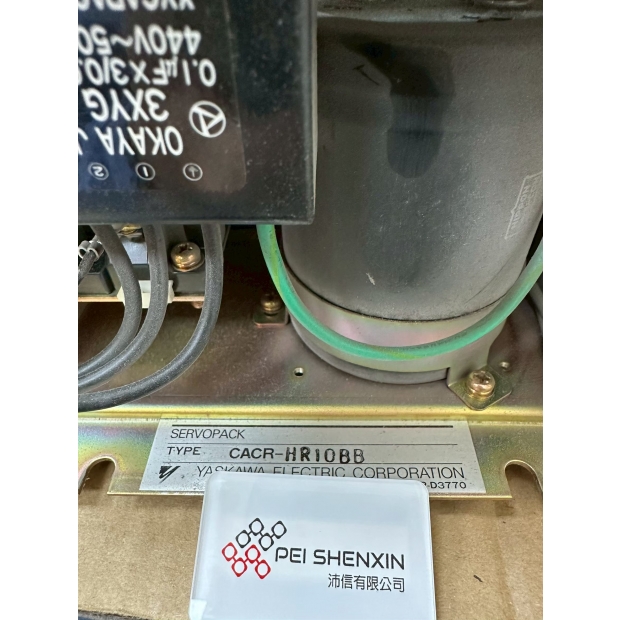 OKAYA
3XYG
0.1µF×3/0.
440V~50
SERVOPACK
TYPE CACR-HR10BB
YASKAWA ELECTRIC CORPORATION
-D3770
PEI SHENXIN
沛信有限公司